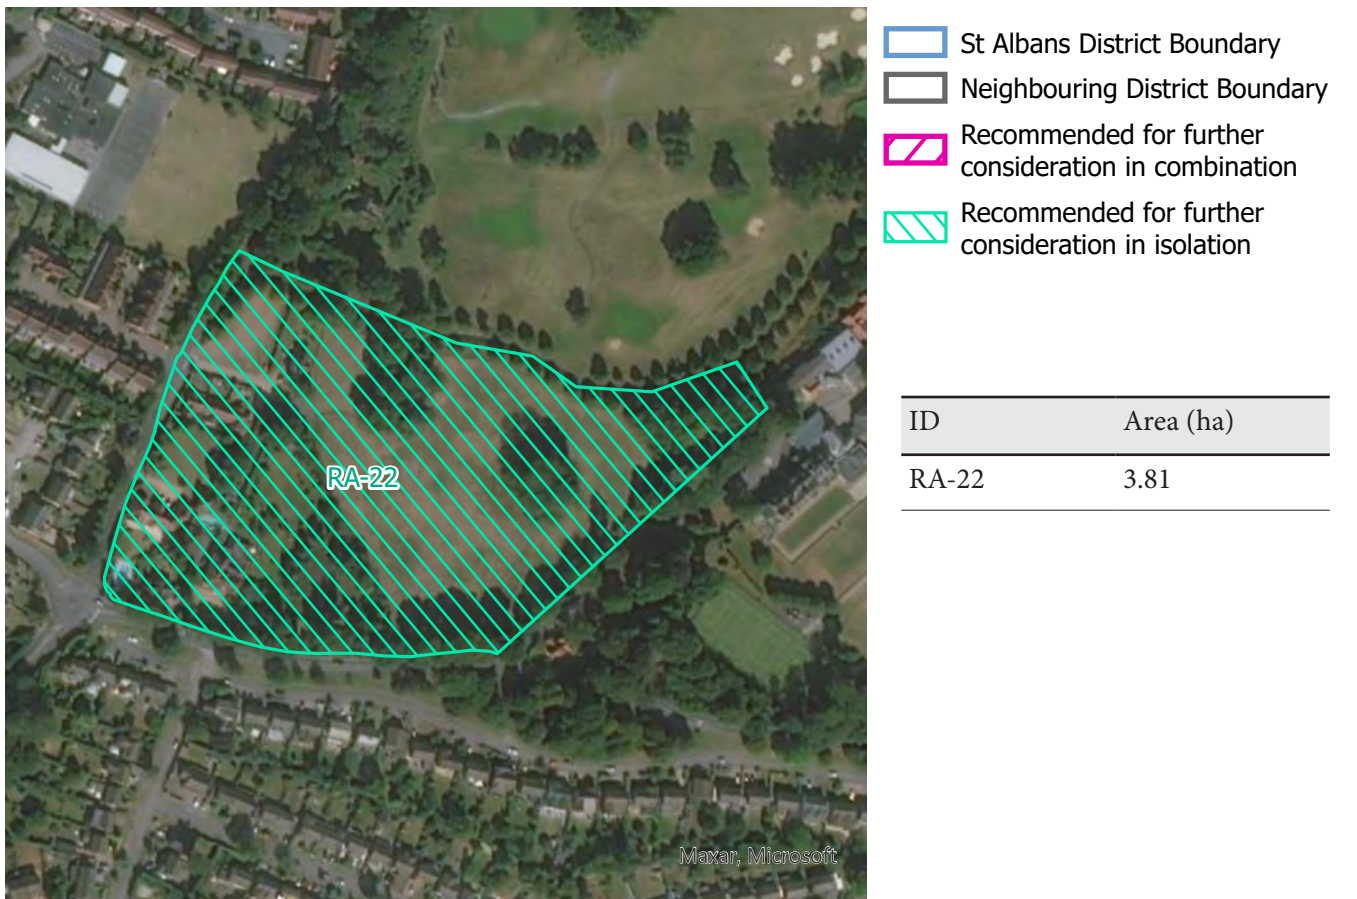 St Albans District Boundary
Neighbouring District Boundary
Recommended for further
consideration in combination
Recommended for further
consideration in isolation
ID Area (ha)
RA-22 3.81
RA-22
Maxar, Microsoft